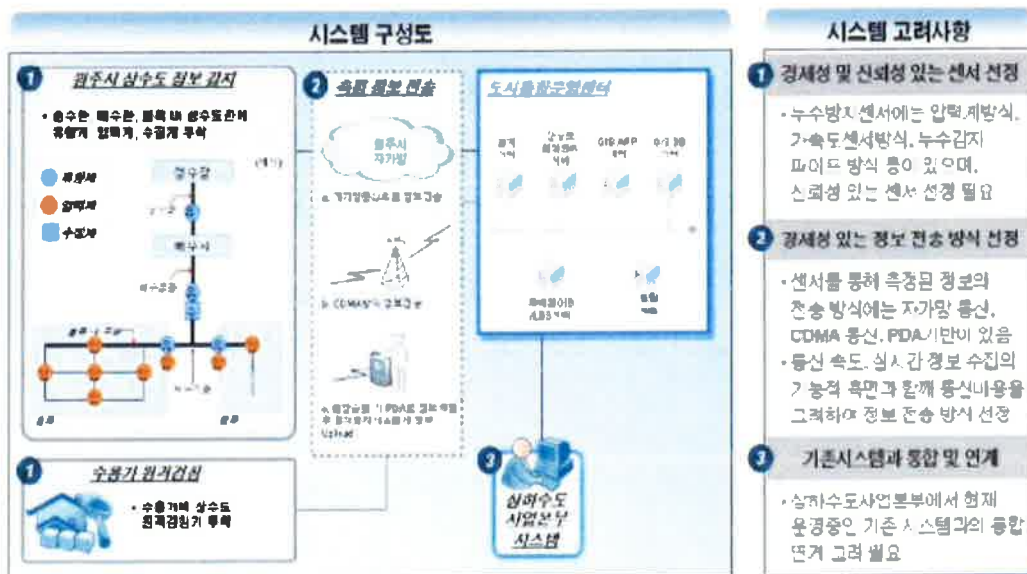 시스템 구성도
1 원주시 상수도 정보 감지
• 송수관, 배수관, 블록 내 상수도관에
유량계, 압력계, 수질계 부착
유량계
압력계
수질계
정수장
배수지
블록
블록
1 수용가 원격검침
• 수용가에 상수도
원격검침기 부착
2 측정 정보 전송
원주시
자가망
a. 자가망통신으로 정보전송
b. CDMA방식 정보전송
Upload
도시통합운영센터
3
상하수도
사업본부
시스템
시스템 고려사항
1 경제성 및 신뢰성 있는 센서 선정
• 누수방지센서에는 압력계방식,
가속도센서방식, 누수감지
파이프 방식 등이 있으며,
신뢰성 있는 센서 선정 필요
2 경제성 있는 정보 전송 방식 선정
• 센서를 통해 측정된 정보의
전송 방식에는 자가망 통신,
CDMA 통신, PDA기반이 있음
• 통신 속도, 실시간 정보 수집의
기능적 측면과 함께 통신비용을
고려하여 정보 전송 방식 선정
3 기존시스템과 통합 및 연계
• 상하수도사업본부에서 현재
운영중인 기존 시스템과의 통합
연계 고려 필요